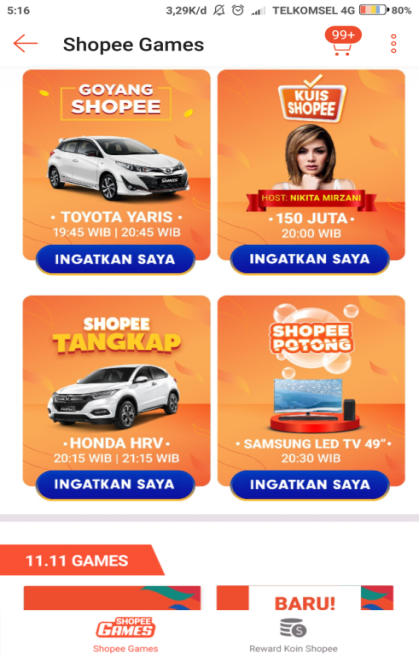 5:16 3,29K/d TELKOMSEL 4G 80%
Shopee Games 99+
GOYANG
SHOPEE
TOYOTA YARIS
19:45 WIB | 20:45 WIB
INGATKAN SAYA
KUIS
SHOPEE
HOST: NIKITA MIRZANI
150 JUTA
20:00 WIB
INGATKAN SAYA
SHOPEE
TANGKAP
HONDA HRV
20:15 WIB | 21:15 WIB
INGATKAN SAYA
SHOPEE
POTONG
SAMSUNG LED TV 49"
20:30 WIB
INGATKAN SAYA
11.11 GAMES
BARU!
SHOPEE
GAMES
Shopee Games
Reward Koin Shopee